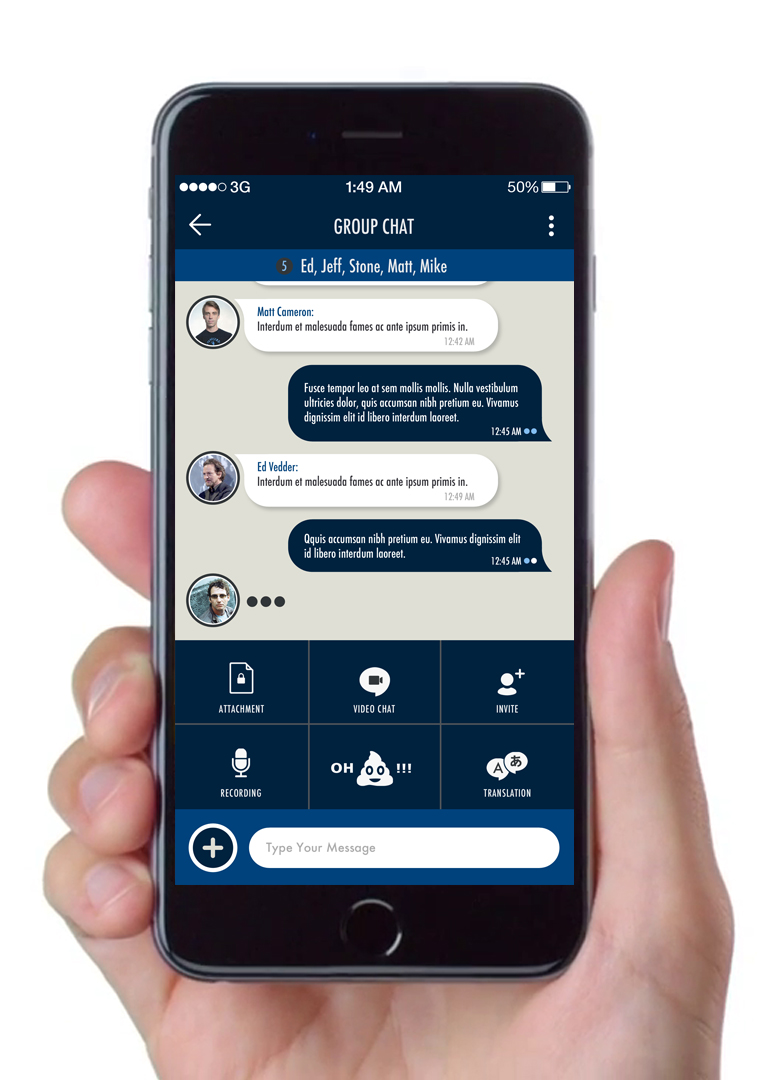 3G 1:49 AM 50%
GROUP CHAT
5 Ed, Jeff, Stone, Matt, Mike
Matt Cameron:
Interdum et malesuada fames ac ante ipsum primis in.
12:42 AM
Fusce tempor leo at sem mollis mollis. Nulla vestibulum
ultricies dolor, quis accumsan nibh pretium eu. Vivamus
dignissim elit id libero interdum laoreet.
12:45 AM
Ed Vedder:
Interdum et malesuada fames ac ante ipsum primis in.
12:49 AM
Qquis accumsan nibh pretium eu. Vivamus dignissim elit
id libero interdum laoreet.
12:45 AM
ATTACHMENT VIDEO CHAT INVITE
OH !!! A あ
RECORDING TRANSLATION
Type Your Message